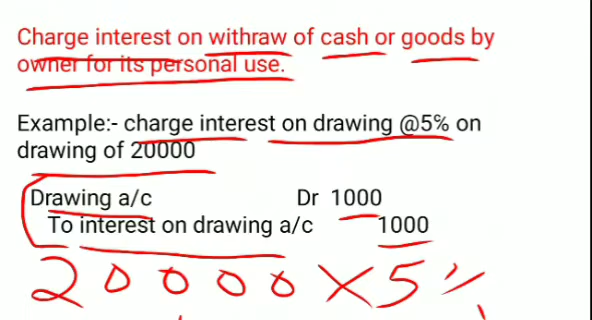 Charge interest on withraw of cash or goods by
owner for its personal use.
Example:- charge interest on drawing @5% on
drawing of 20000
Drawing a/c Dr 1000
To interest on drawing a/c 1000
20000×5%